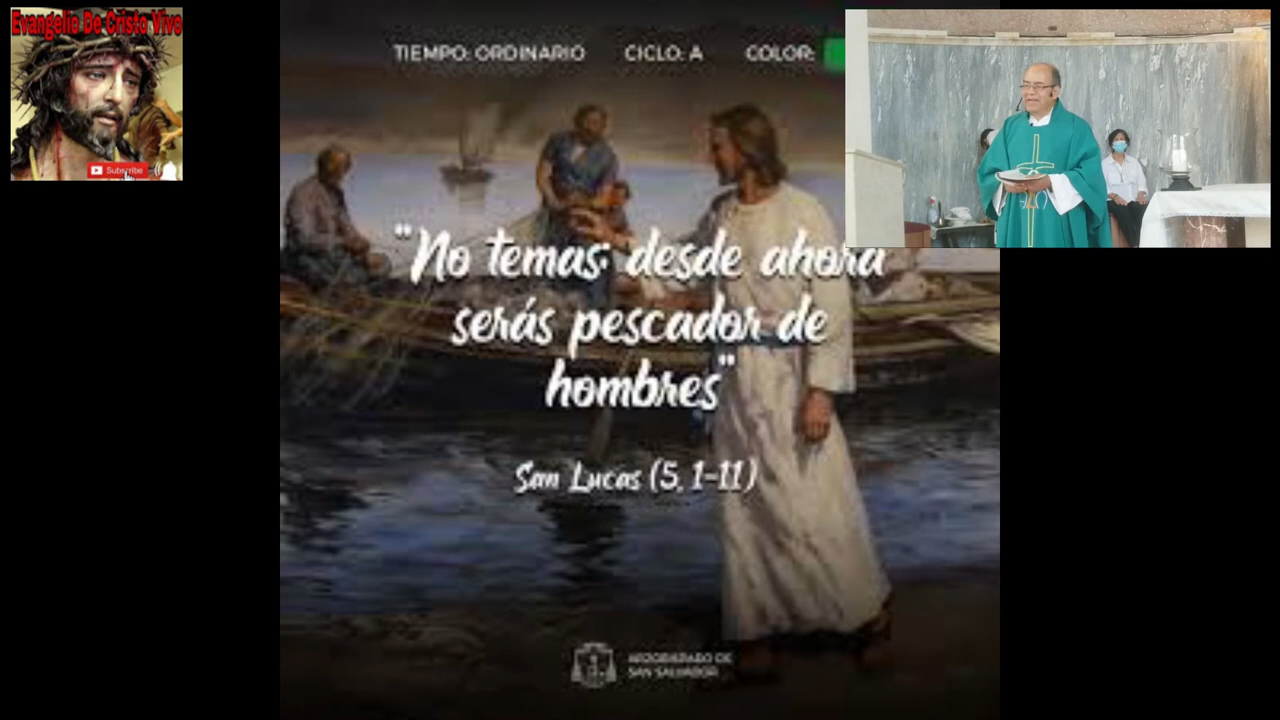 Evangelio De Cristo Vivo
Subscribe
TIEMPO: ORDINARIO CICLO: A COLOR:
"No temas: desde ahora
serás pescador de
hombres"
San Lucas (5, 1-11)
ARZOBISPADO DE
SAN SALVADOR